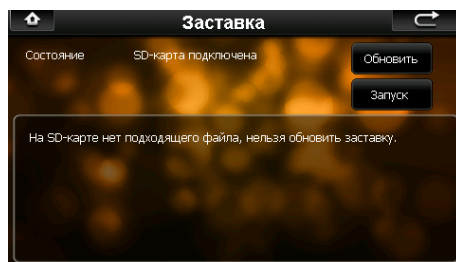 Заставка
Состояние SD-карта подключена Обновить
Запуск
На SD-карте нет подходящего файла, нельзя обновить заставку.